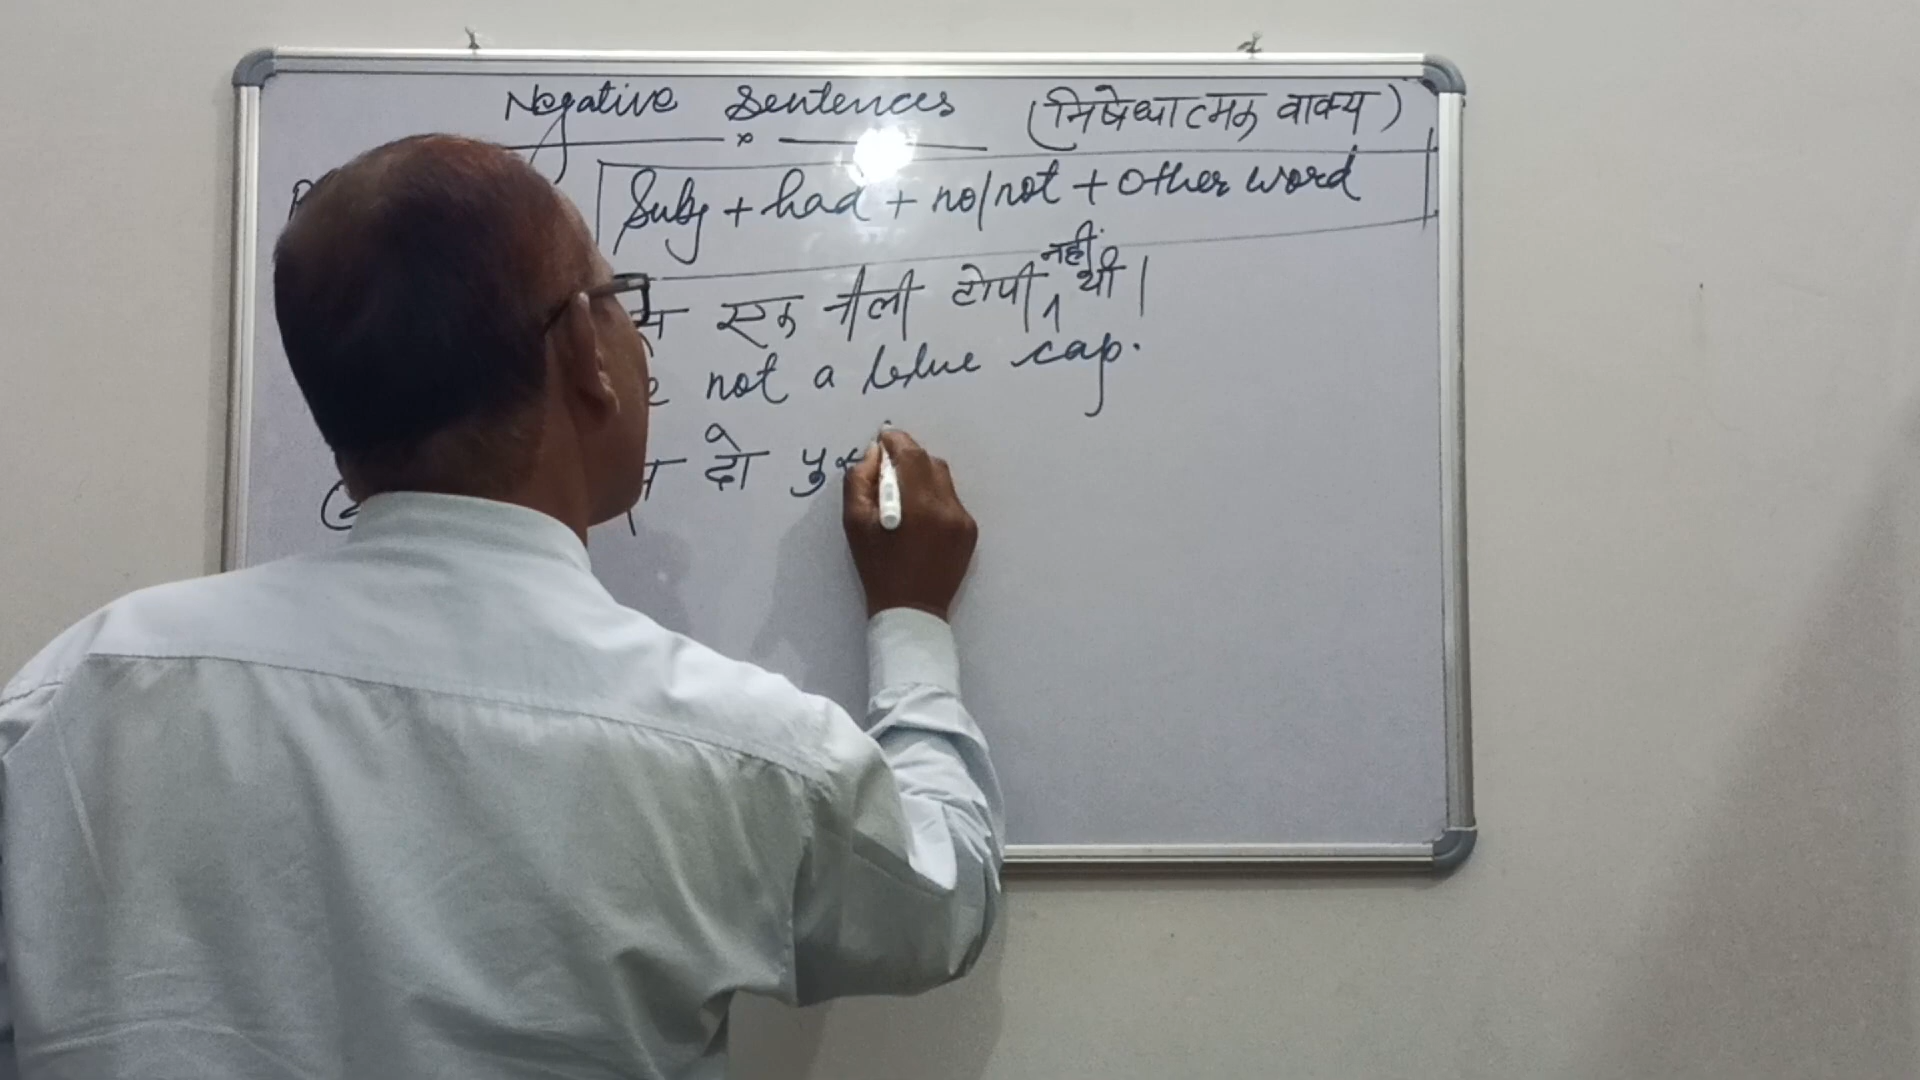 Negative Sentences (निषेधात्मक वाक्य)
Subj + had + no/not + other word
एक नीली टोपी नहीं थी।
not a blue cap.
दो